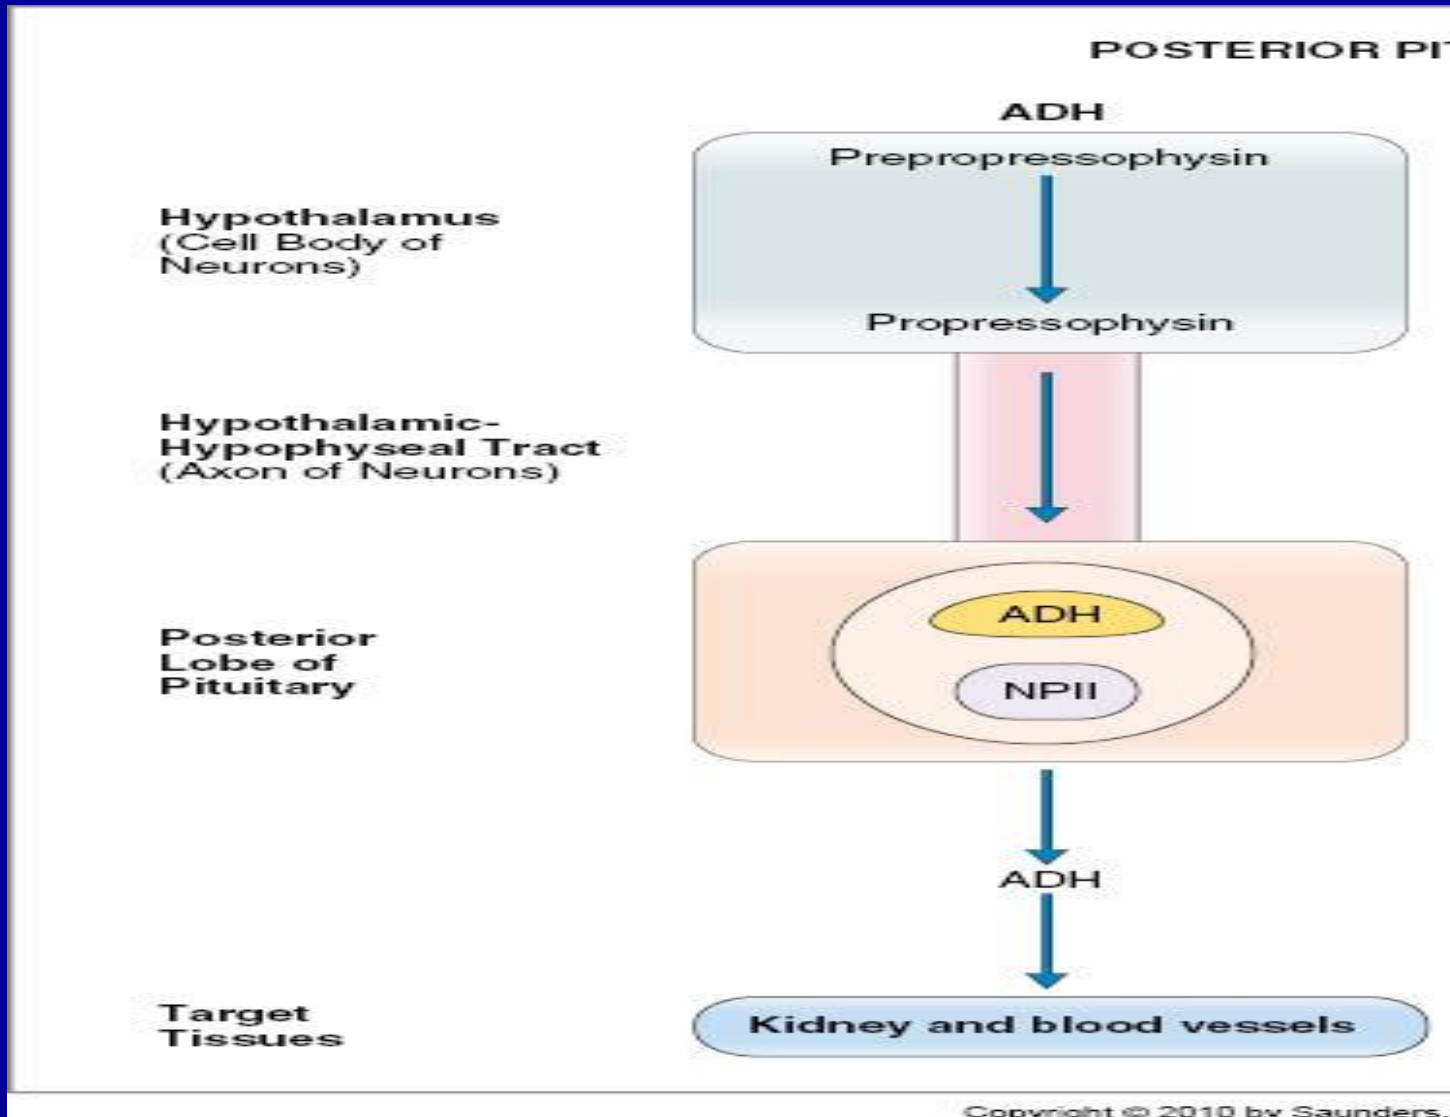 POSTERIOR PIT
ADH
Prepropressophysin
Hypothalamus
(Cell Body of
Neurons)
Propressophysin
Hypothalamic-
Hypophyseal Tract
(Axon of Neurons)
ADH
Posterior
Lobe of
Pituitary
NPII
ADH
Target
Tissues
Kidney and blood vessels
Copyright © 2010 by Saunders,